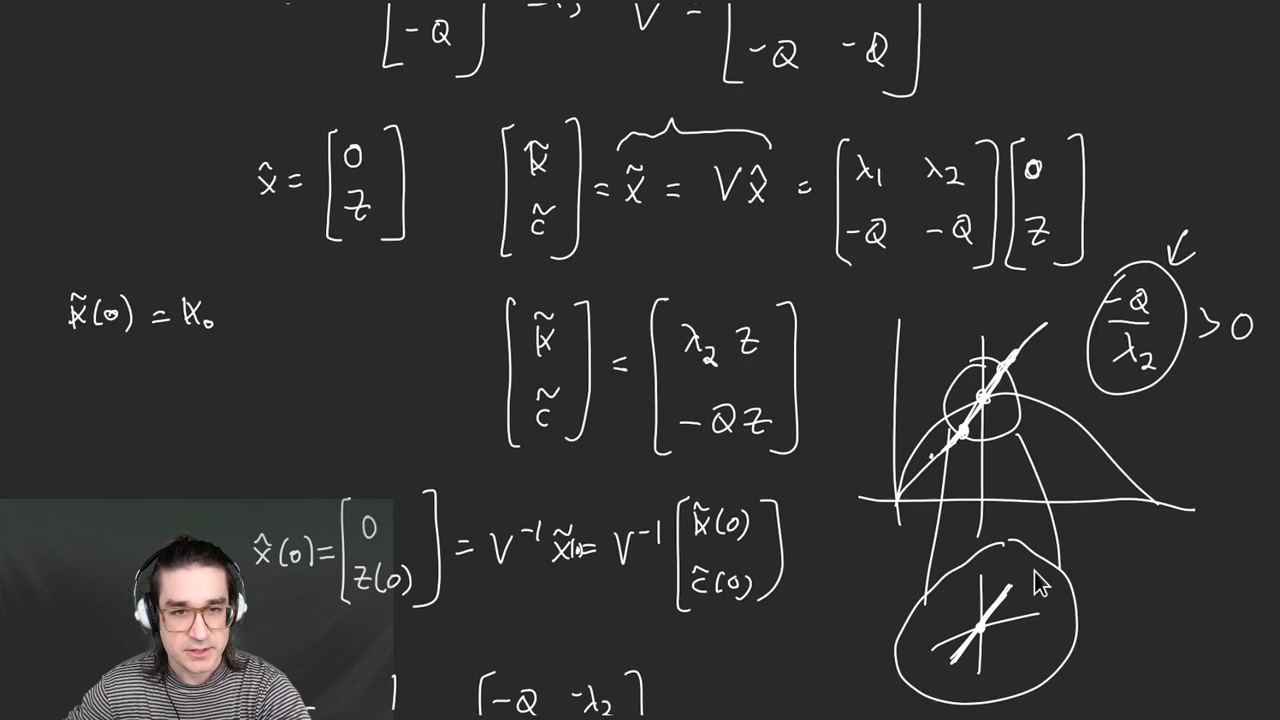 [-Q] V = [-Q -Q]
x̂ = [0 z] [k̃ c̃] = x̃ = Vx̂ = [λ₁ λ₂ -Q -Q] [0 z]
k̃(0) = k₀
[k̃ c̃] = [λ₂ z -Qz]
-Q/λ₂ > 0
x̂(0) = [0 z(0)] = V⁻¹ x̃(0) = V⁻¹ [k̃(0) c̃(0)]
[-Q -λ₂]